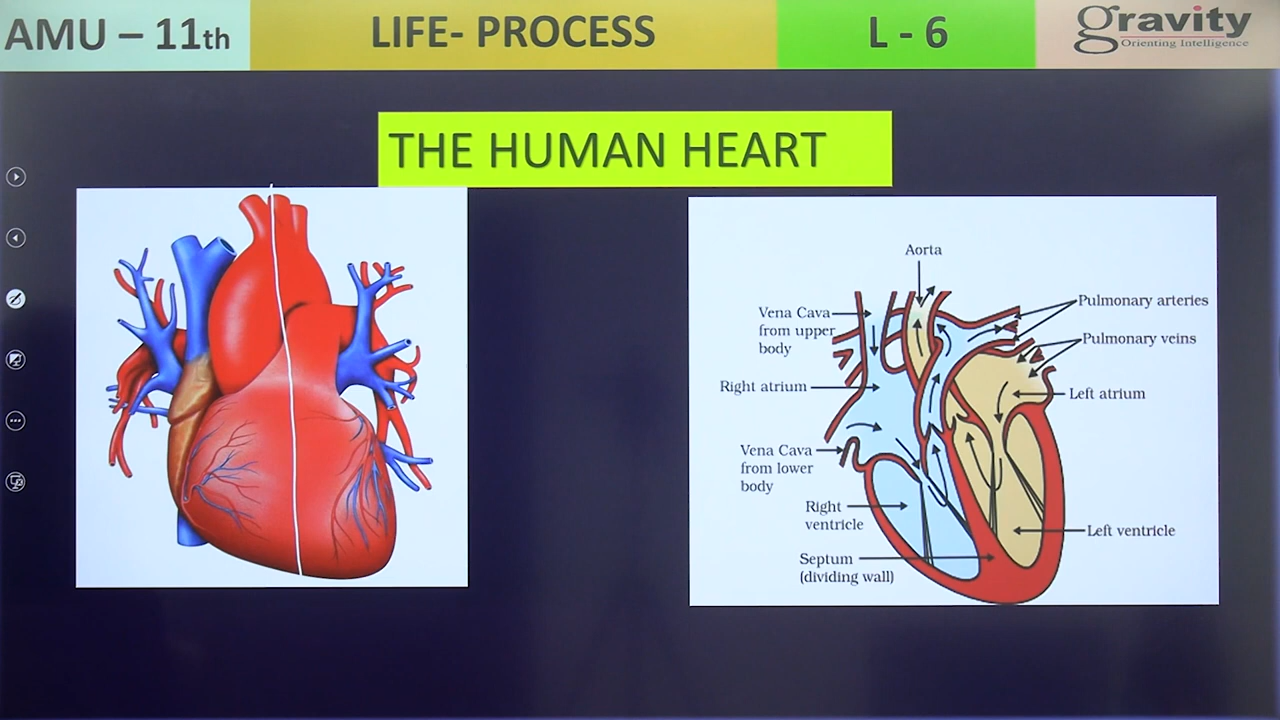 AMU – 11th
LIFE- PROCESS
L - 6
gravity
Orienting Intelligence
THE HUMAN HEART
Aorta
Vena Cava
from upper
body
Pulmonary arteries
Pulmonary veins
Right atrium
Left atrium
Vena Cava
from lower
body
Right
ventricle
Left ventricle
Septum
(dividing wall)